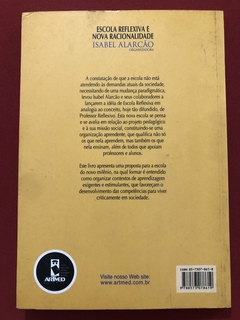 ESCOLA REFLEXIVA E
NOVA RACIONALIDADE
ISABEL ALARCÃO
ORGANIZADORA
A constatação de que a escola não está
atendendo às demandas atuais da sociedade,
necessitando de uma mudança paradigmática,
levou Isabel Alarcão e seus colaboradores a
lançarem a idéia de Escola Reflexiva em
analogia ao conceito, hoje tão difundido, de
Professor Reflexivo. Esta nova escola se pensa
e se avalia em relação ao projeto pedagógico
e à sua missão social, constituindo-se uma
organização aprendente, que qualifica não só
os que nela aprendem, mas também os que
nela ensinam, além de todos que apoiam
professores e alunos.
Este livro apresenta uma proposta para a escola
do novo milênio, na qual formar é entendido
como organizar contextos de aprendizagem
exigentes e estimulantes, que favoreçam o
desenvolvimento das competências para viver
criticamente em sociedade.
ARTMED
Visite nosso Web site:
www.artmed.com.br